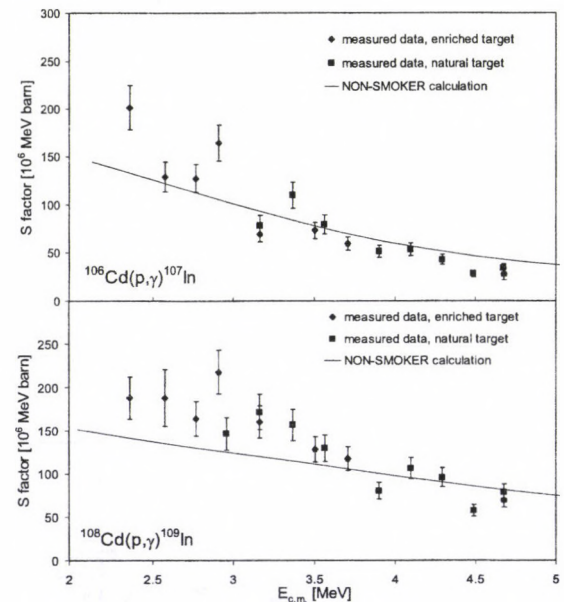 300
250
200
150
100
50
0
S factor [10⁶ MeV barn]
measured data, enriched target
measured data, natural target
NON-SMOKER calculation
¹⁰⁶Cd(p,γ)¹⁰⁷In
250
200
150
100
50
0
S factor [10⁶ MeV barn]
measured data, enriched target
measured data, natural target
NON-SMOKER calculation
¹⁰⁸Cd(p,γ)¹⁰⁹In
2 2.5 3 3.5 4 4.5 5
E c.m. [MeV]